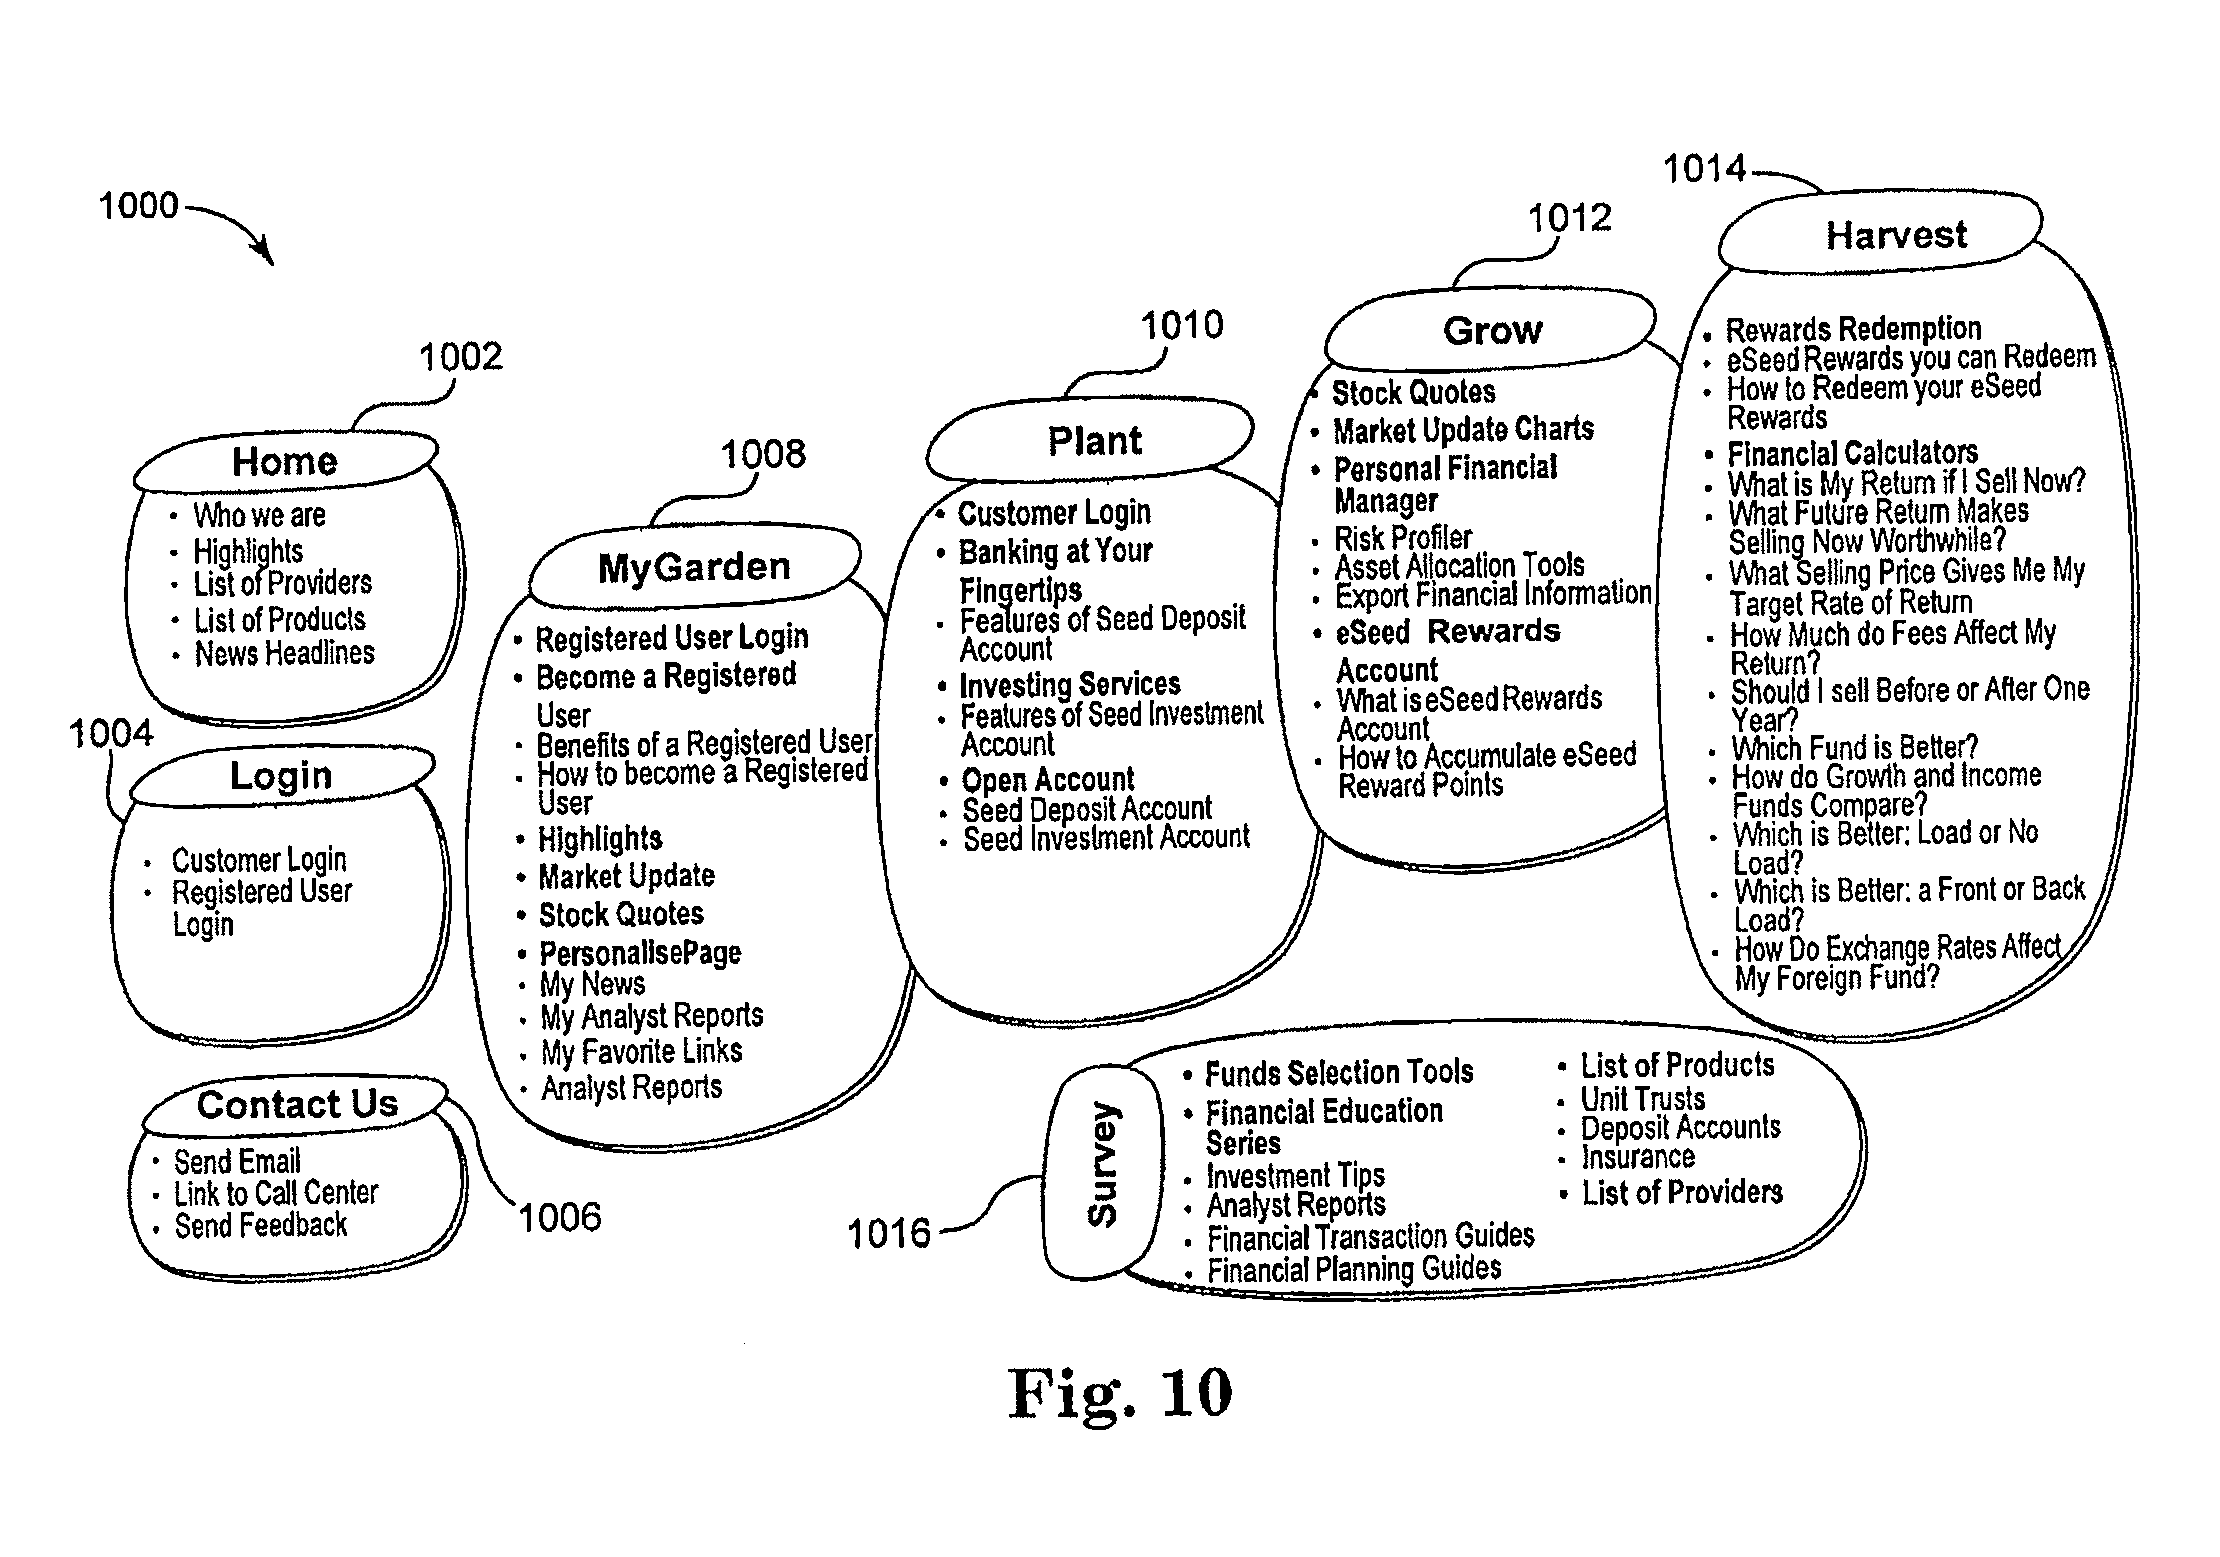 1000
1002
Home
• Who we are
• Highlights
• List of Providers
• List of Products
• News Headlines
1004
Login
• Customer Login
• Registered User
Login
Contact Us
1006
• Send Email
• Link to Call Center
• Send Feedback
1008
MyGarden
• Registered User Login
• Become a Registered
User
• Benefits of a Registered User
• How to become a Registered
User
• Highlights
• Market Update
• Stock Quotes
• PersonalisePage
• My News
• My Analyst Reports
• My Favorite Links
• Analyst Reports
1010
Plant
• Customer Login
• Banking at Your
Fingertips
• Features of Seed Deposit
Account
• Investing Services
• Features of Seed Investment
Account
• Open Account
• Seed Deposit Account
• Seed Investment Account
1012
Grow
• Stock Quotes
• Market Update Charts
• Personal Financial
Manager
• Risk Profiler
• Asset Allocation Tools
• Export Financial Information
• eSeed Rewards
Account
• What is eSeed Rewards
Account
• How to Accumulate eSeed
Reward Points
1014
Harvest
• Rewards Redemption
• eSeed Rewards you can Redeem
• How to Redeem your eSeed
Rewards
• Financial Calculators
• What is My Return if I Sell Now?
• What Future Return Makes
Selling Now Worthwhile?
• What Selling Price Gives Me My
Target Rate of Return
• How Much do Fees Affect My
Return?
• Should I sell Before or After One
Year?
• Which Fund is Better?
• How do Growth and Income
Funds Compare?
• Which is Better: Load or No
Load?
• Which is Better: a Front or Back
Load?
• How Do Exchange Rates Affect
My Foreign Fund?
1016
Survey
• Funds Selection Tools
• Financial Education
Series
• Investment Tips
• Analyst Reports
• Financial Transaction Guides
• Financial Planning Guides
• List of Products
• Unit Trusts
• Deposit Accounts
• Insurance
• List of Providers
Fig. 10